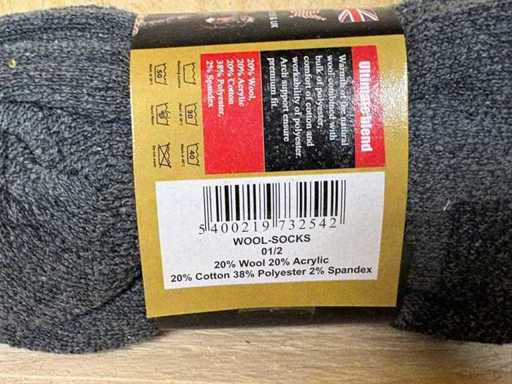 Ultimate blend
Warmth of the natural
wool combined with
bulk of polyester,
comfort of cotton and
workability of polyester.
Arch support ensure
premium fit
20% Wool,
20% Acrylic
20% Cotton
38% Polyester,
2% Spandex
50
30
40
5 400219 732542
WOOL-SOCKS
01/2
20% Wool 20% Acrylic
20% Cotton 38% Polyester 2% Spandex